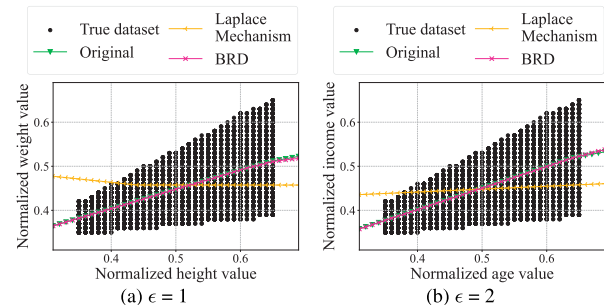 True dataset
Original
Laplace
Mechanism
BRD
Normalized weight value
0.6
0.5
0.4
0.4
0.5
0.6
Normalized height value
(a) ϵ = 1
True dataset
Original
Laplace
Mechanism
BRD
Normalized income value
0.6
0.5
0.4
0.4
0.5
0.6
Normalized age value
(b) ϵ = 2